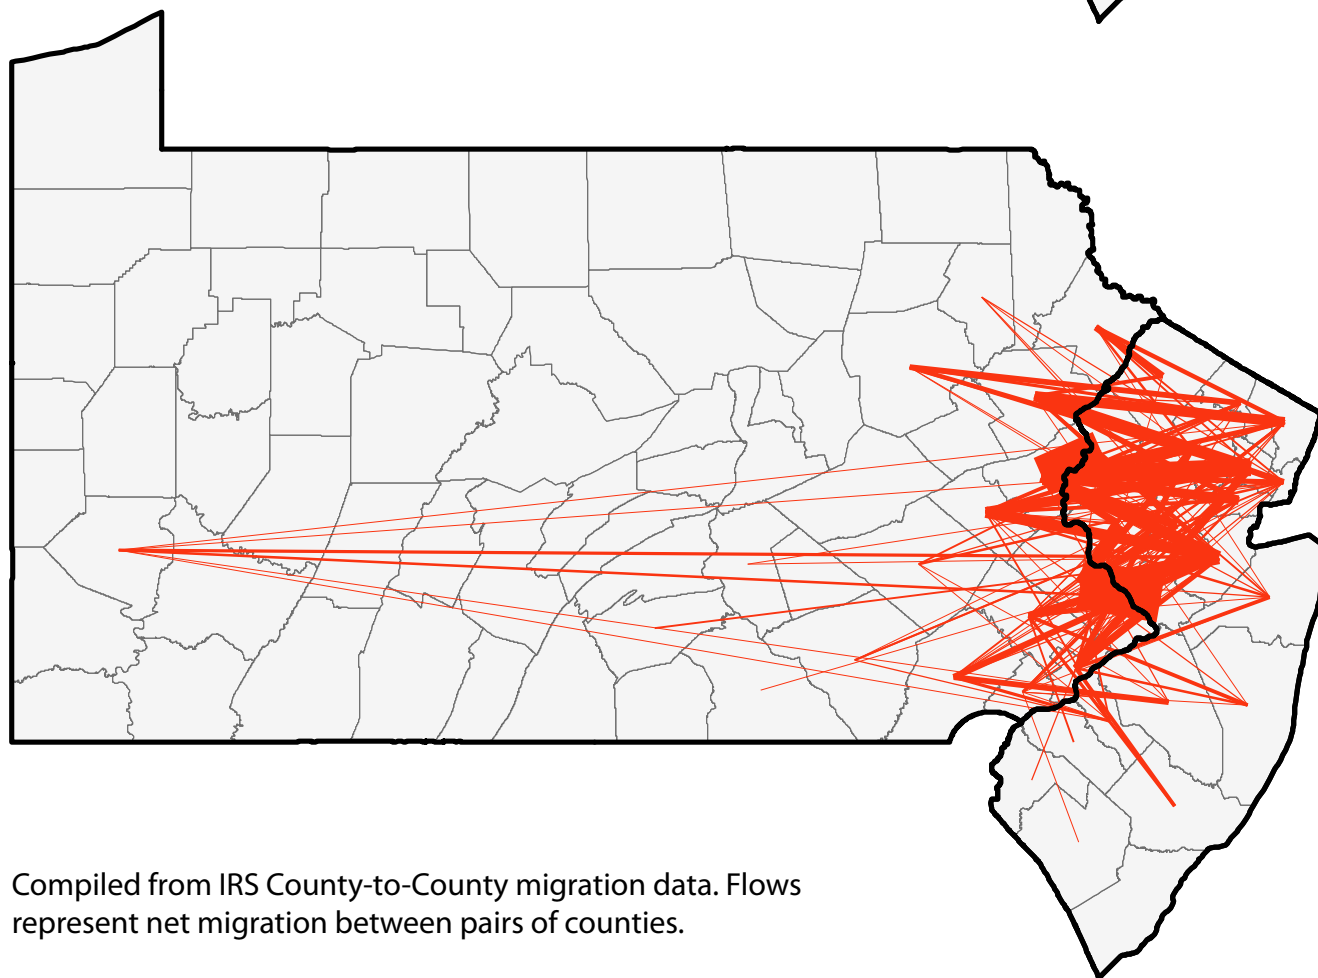 Compiled from IRS County-to-County migration data. Flows
represent net migration between pairs of counties.